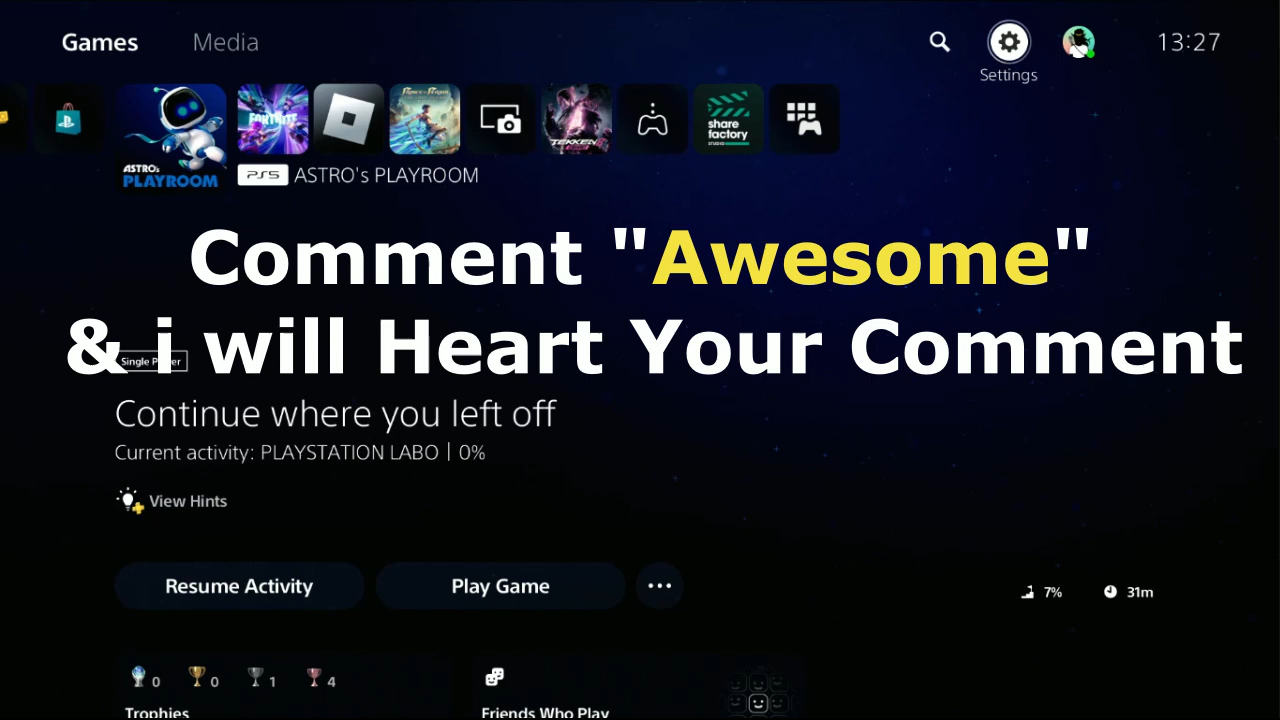 Games Media 13:27
Settings
ASTRO's PLAYROOM
FORTNITE
TEKKEN 8
share factory STUDIO
PS5 ASTRO's PLAYROOM
Comment "Awesome"
& i will Heart Your Comment
Continue where you left off
Current activity: PLAYSTATION LABO | 0%
View Hints
Resume Activity Play Game ••• 7% 31m
0 0 1 4
Trophies Friends Who Play